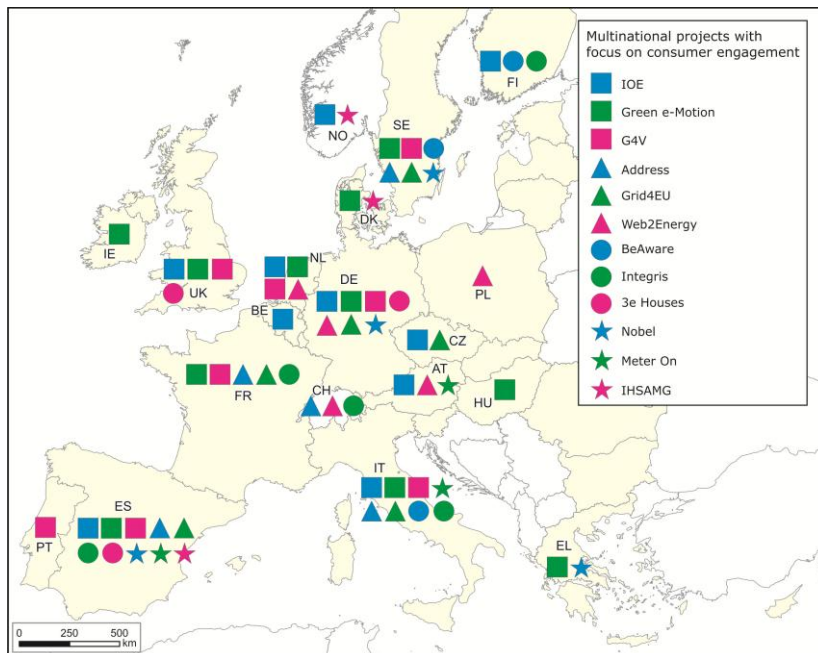 Multinational projects with
focus on consumer engagement
IOE
Green e-Motion
G4V
Address
Grid4EU
Web2Energy
BeAware
Integris
3e Houses
Nobel
Meter On
IHSAMG
FI
NO
SE
DK
IE
NL
UK
DE
BE
PL
CZ
AT
FR
CH
HU
IT
ES
PT
EL
0 250 500
km